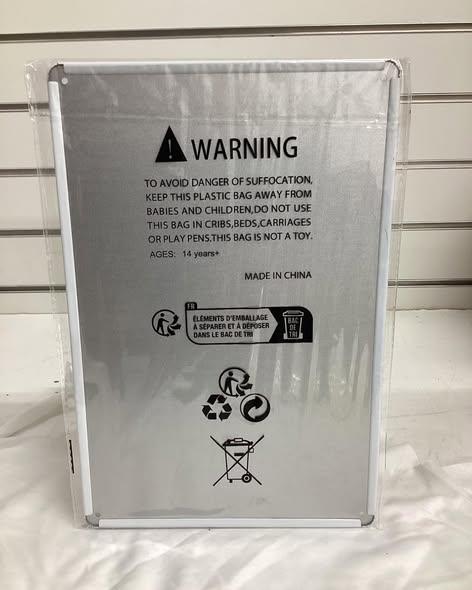 WARNING
TO AVOID DANGER OF SUFFOCATION,
KEEP THIS PLASTIC BAG AWAY FROM
BABIES AND CHILDREN,DO NOT USE
THIS BAG IN CRIBS,BEDS,CARRIAGES
OR PLAY PENS.THIS BAG IS NOT A TOY.
AGES: 14 years+
MADE IN CHINA
FR
ÉLÉMENTS D'EMBALLAGE
À SÉPARER ET À DÉPOSER
DANS LE BAC DE TRI
BAC
DE
TRI